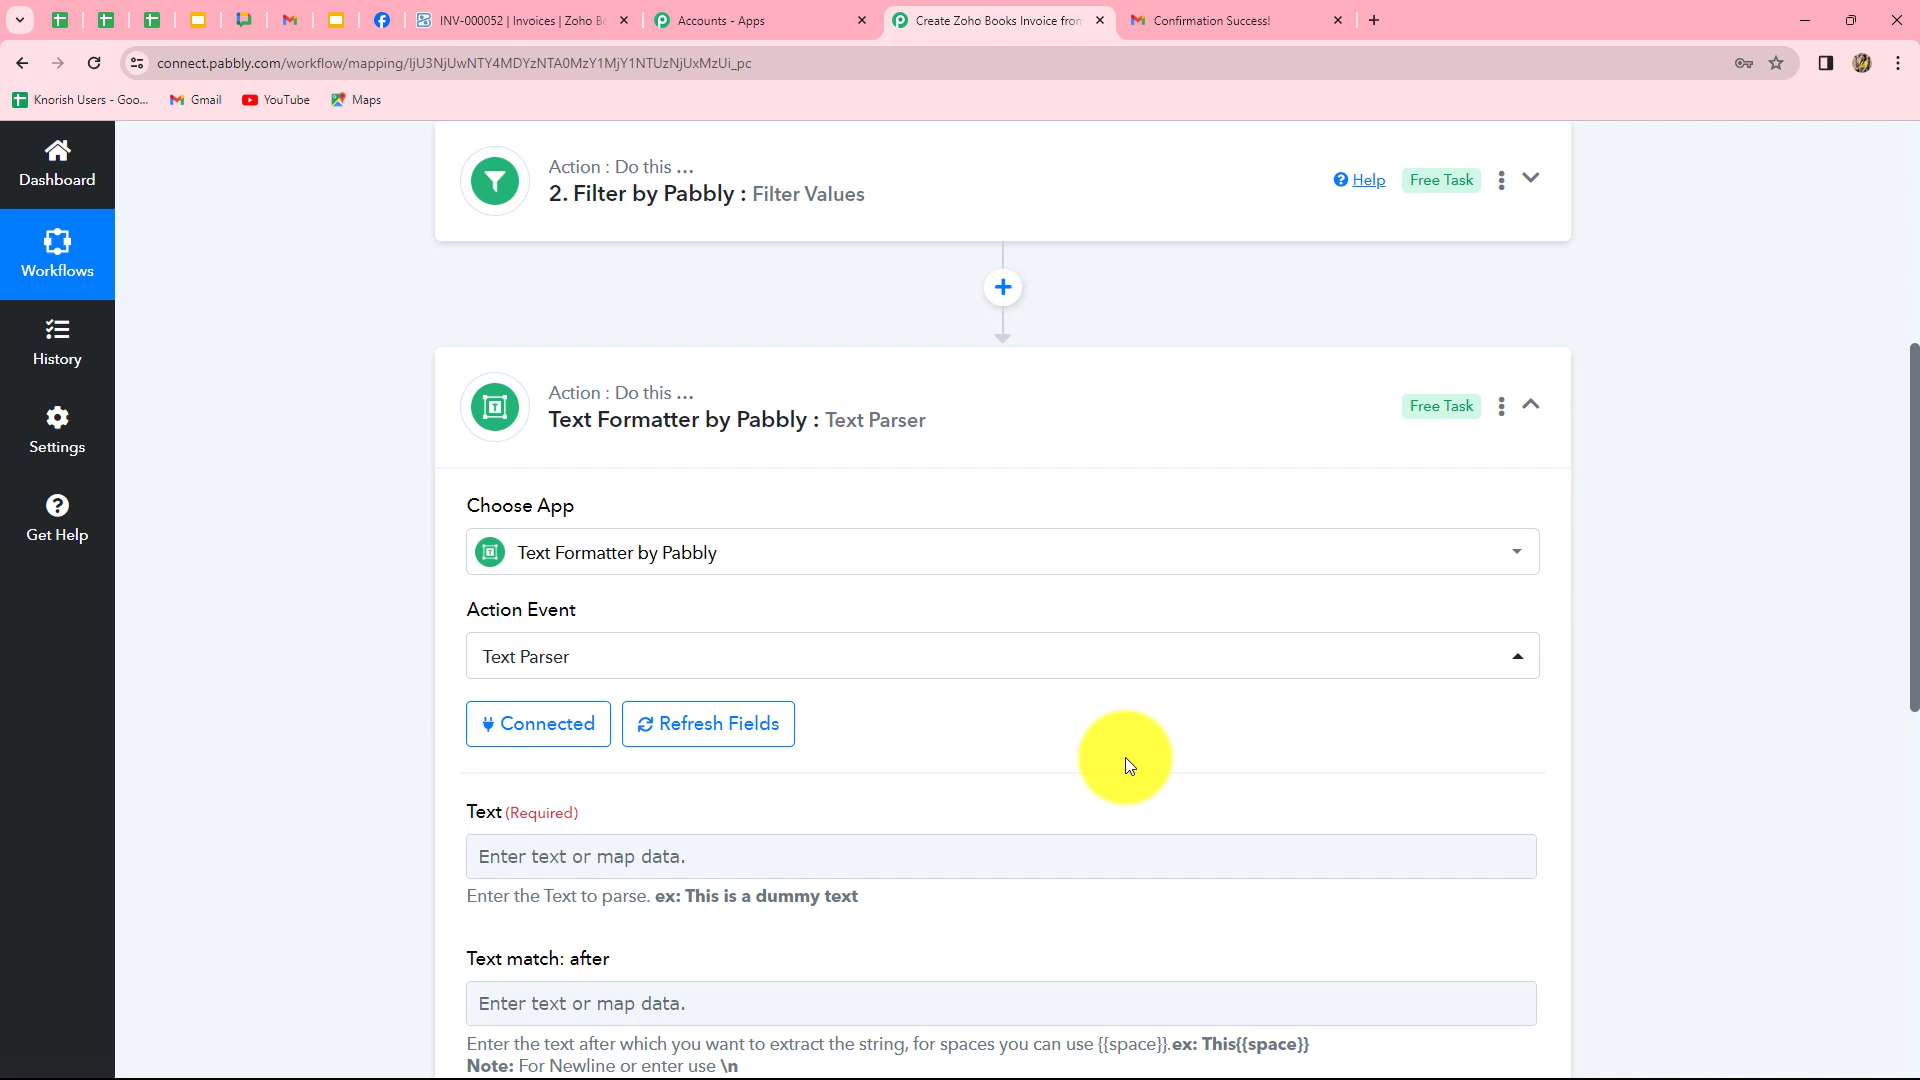 INV-000052 | Invoices | Zoho Bo
Accounts - Apps
Create Zoho Books Invoice from
Confirmation Success!
connect.pabbly.com/workflow/mapping/IjU3NjUwNTY4MDYzNTA0MzY1MjY1NTUzNjUxMzUi_pc
Knorish Users - Goo...
Gmail
YouTube
Maps
Dashboard
Workflows
History
Settings
Get Help
Action : Do this ...
2. Filter by Pabbly : Filter Values
Help
Free Task
Action : Do this ...
Text Formatter by Pabbly : Text Parser
Free Task
Choose App
Text Formatter by Pabbly
Action Event
Text Parser
Connected
Refresh Fields
Text (Required)
Enter text or map data.
Enter the Text to parse. ex: This is a dummy text
Text match: after
Enter text or map data.
Enter the text after which you want to extract the string, for spaces you can use {{space}}.ex: This{{space}}
Note: For Newline or enter use \n